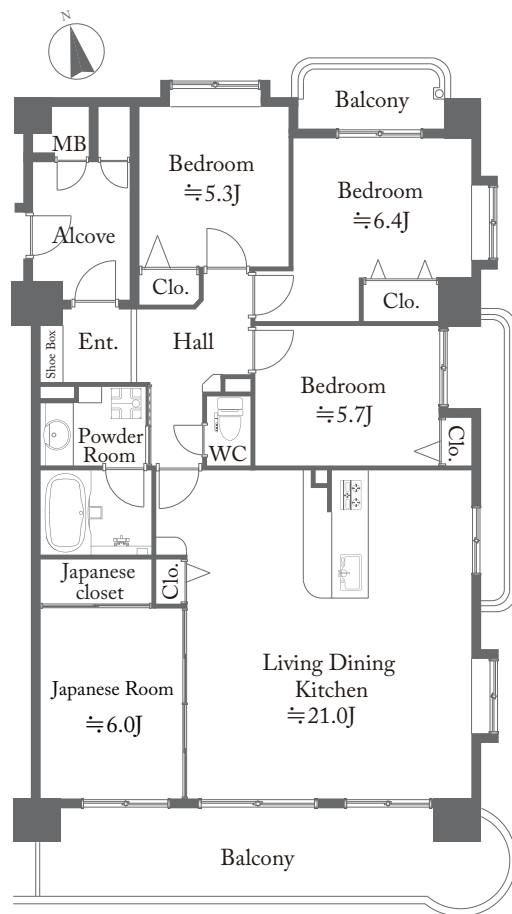 N
Balcony
MB
Bedroom
≒5.3J
Bedroom
≒6.4J
Alcove
Clo.
Clo.
Shoe Box
Ent.
Hall
Bedroom
≒5.7J
Clo.
Powder
Room
WC
Japanese
closet
Clo.
Living Dining
Kitchen
≒21.0J
Japanese Room
≒6.0J
Balcony